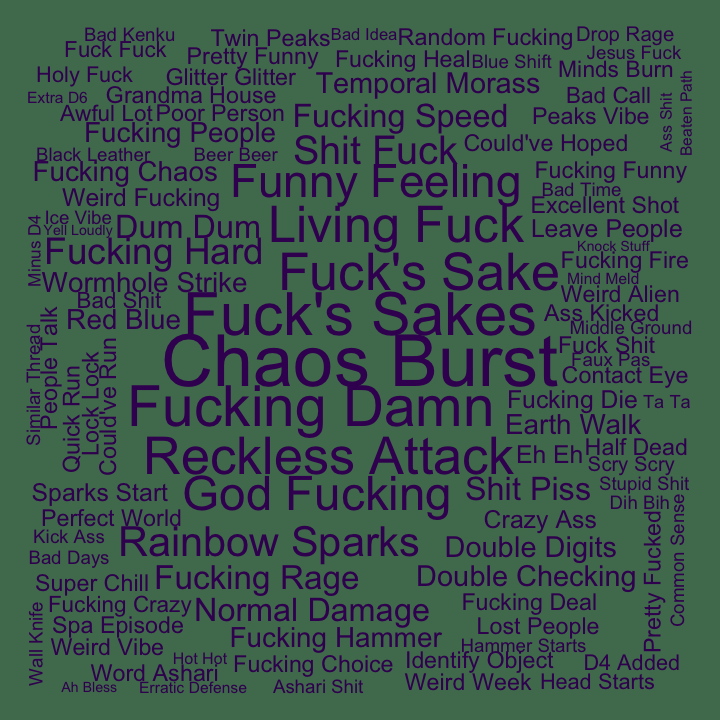 Bad Kenku
Twin Peaks
Bad Idea
Random Fucking
Drop Rage
Fuck Fuck
Pretty Funny
Fucking Heal
Blue Shift
Jesus Fuck
Holy Fuck
Glitter Glitter
Temporal Morass
Minds Burn
Extra D6
Grandma House
Bad Call
Beaten Path
Awful Lot
Poor Person
Fucking Speed
Peaks Vibe
Ass Shit
Fucking People
Shit Fuck
Could've Hoped
Black Leather
Beer Beer
Fucking Chaos
Funny Feeling
Fucking Funny
Weird Fucking
Bad Time
Excellent Shot
Ice Vibe
Yell Loudly
Dum Dum
Living Fuck
Leave People
Minus D4
Fucking Hard
Knock Stuff
Fucking Fire
Wormhole Strike
Fuck's Sake
Mind Meld
Weird Alien
Bad Shit
Red Blue
Fuck's Sakes
Ass Kicked
Middle Ground
Fuck Shit
Similar Thread
People Talk
Quick Run
Lock Lock
Could've Run
Chaos Burst
Faux Pas
Contact Eye
Fucking Damn
Fucking Die
Ta Ta
Earth Walk
Reckless Attack
Eh Eh
Half Dead
Scry Scry
Sparks Start
God Fucking
Shit Piss
Stupid Shit
Dih Bih
Perfect World
Crazy Ass
Kick Ass
Rainbow Sparks
Double Digits
Pretty Fucked
Common Sense
Bad Days
Super Chill
Fucking Rage
Double Checking
Fucking Crazy
Normal Damage
Fucking Deal
Wall Knife
Spa Episode
Lost People
Weird Vibe
Fucking Hammer
Hammer Starts
Hot Hot
Fucking Choice
Identify Object
D4 Added
Word Ashari
Ah Bless
Erratic Defense
Ashari Shit
Weird Week
Head Starts